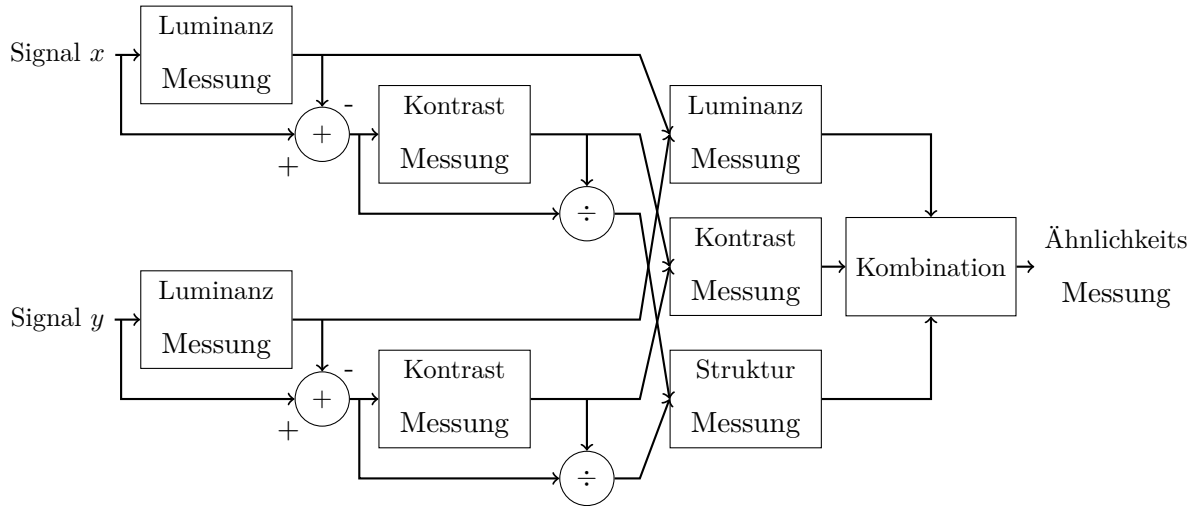 Luminanz
Messung
Signal x
-
+
+
Kontrast
Messung
÷
Luminanz
Messung
Kontrast
Messung
Kombination
Ähnlichkeits
Messung
Luminanz
Messung
Signal y
-
+
+
Kontrast
Messung
÷
Struktur
Messung